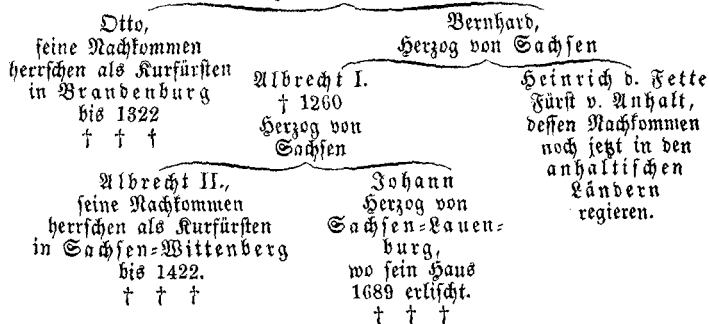 Otto,
seine Nachkommen
herrschen als Kurfürsten
in Brandenburg
bis 1322
† † †
Bernhard,
Herzog von Sachsen
Albrecht I.
† 1260
Herzog von
Sachsen
Heinrich d. Fette
Fürst v. Anhalt,
dessen Nachkommen
noch jetzt in den
anhaltischen
Ländern
regieren.
Albrecht II.,
seine Nachkommen
herrschen als Kurfürsten
in Sachsen-Wittenberg
bis 1422.
† † †
Johann
Herzog von
Sachsen-Lauen-
burg,
wo sein Haus
1689 erlischt.
† † †